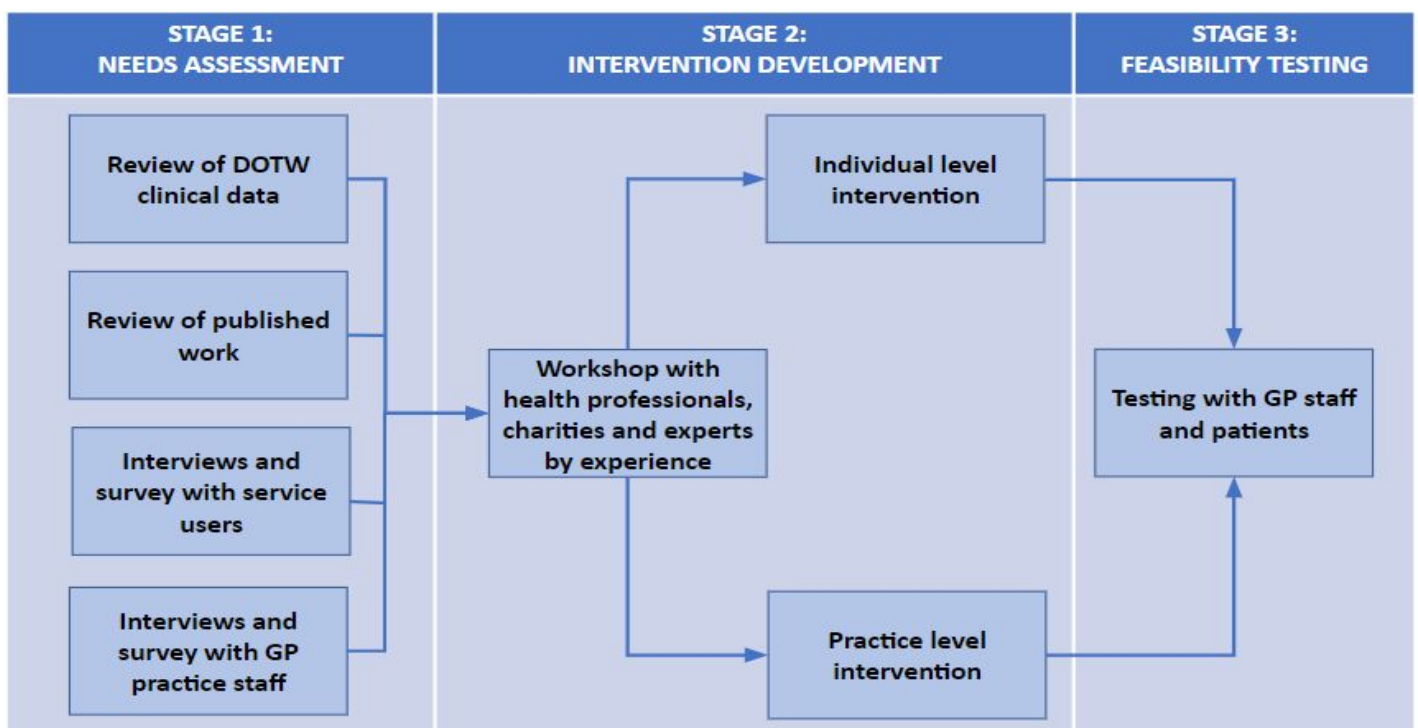 STAGE 1:
NEEDS ASSESSMENT
STAGE 2:
INTERVENTION DEVELOPMENT
STAGE 3:
FEASIBILITY TESTING
Review of DOTW
clinical data
Review of published
work
Interviews and
survey with service
users
Interviews and
survey with GP
practice staff
Workshop with
health professionals,
charities and experts
by experience
Individual level
intervention
Practice level
intervention
Testing with GP staff
and patients